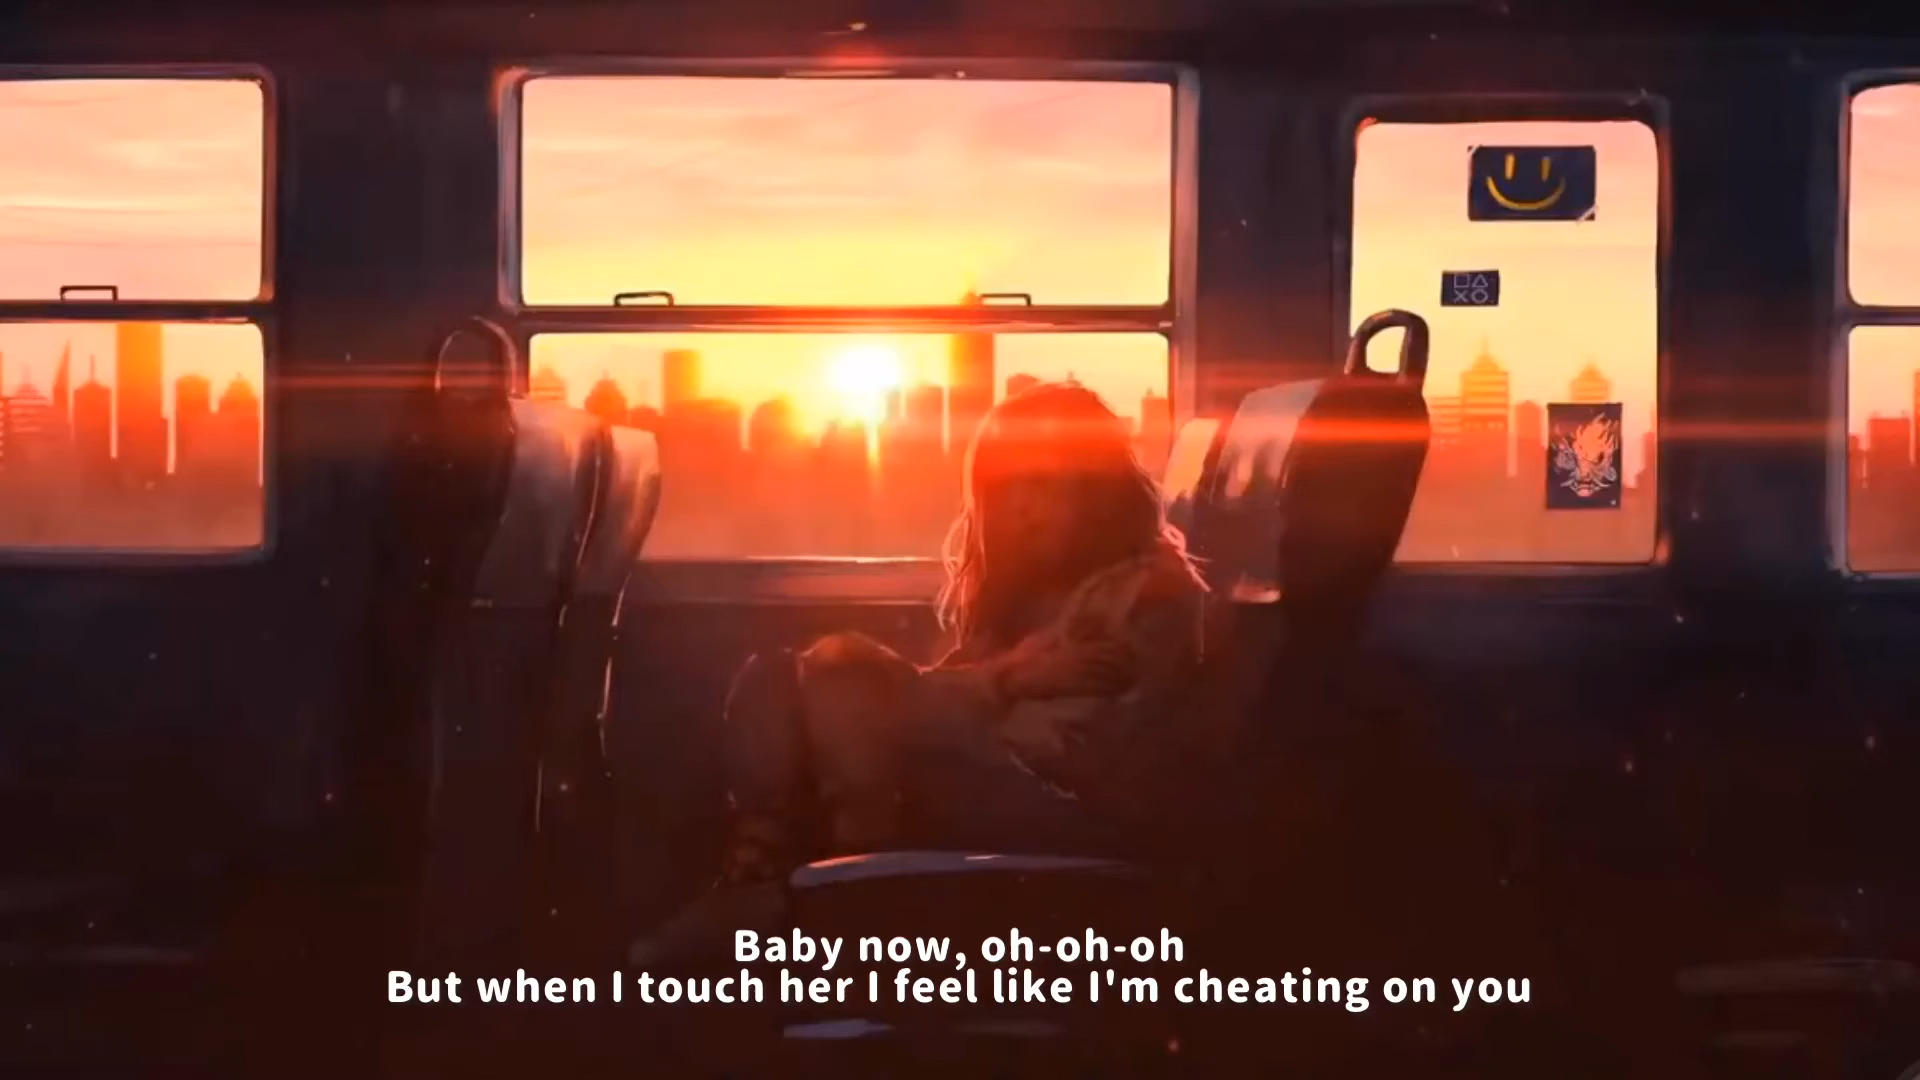 Baby now, oh-oh-oh
But when I touch her I feel like I'm cheating on you